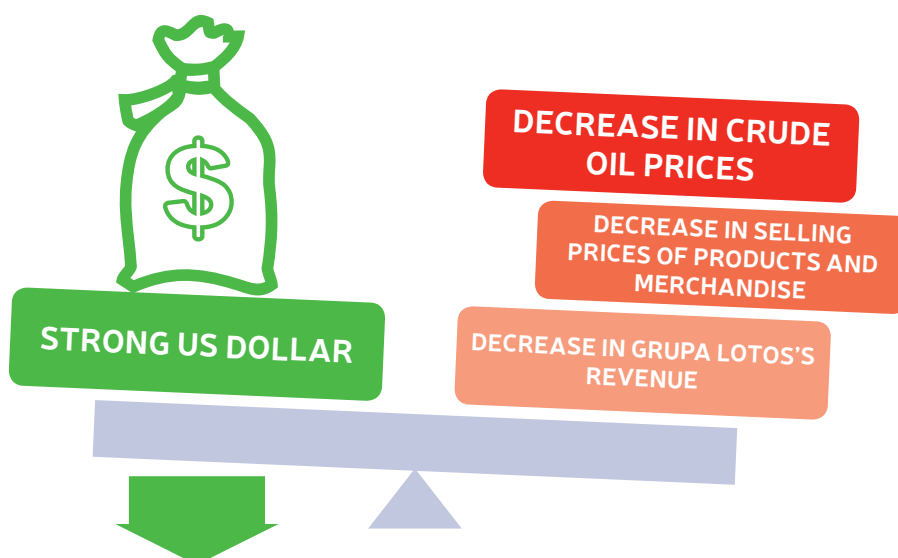 $
STRONG US DOLLAR
DECREASE IN CRUDE
OIL PRICES
DECREASE IN SELLING
PRICES OF PRODUCTS AND
MERCHANDISE
DECREASE IN GRUPA LOTOS'S
REVENUE